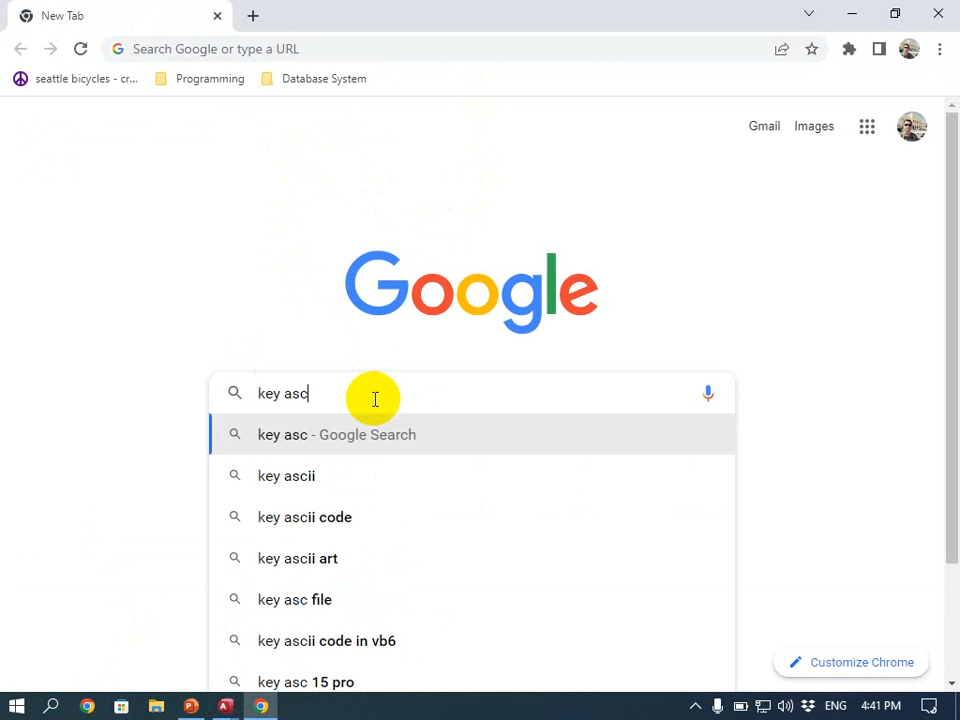 New Tab
Search Google or type a URL
seattle bicycles - cr... Programming Database System
Gmail Images
Google
key asc
key asc - Google Search
key ascii
key ascii code
key ascii art
key asc file
key ascii code in vb6
key asc 15 pro
Customize Chrome
ENG 4:41 PM